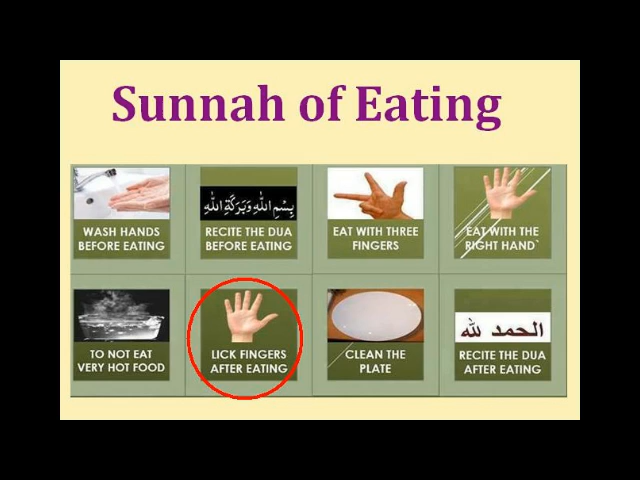 Sunnah of Eating
WASH HANDS
BEFORE EATING
بِسْمِ اللّٰهِ وَبَرَكَةِ اللّٰهِ
RECITE THE DUA
BEFORE EATING
EAT WITH THREE
FINGERS
EAT WITH THE
RIGHT HAND`
TO NOT EAT
VERY HOT FOOD
LICK FINGERS
AFTER EATING
CLEAN THE
PLATE
الحمد لله
RECITE THE DUA
AFTER EATING